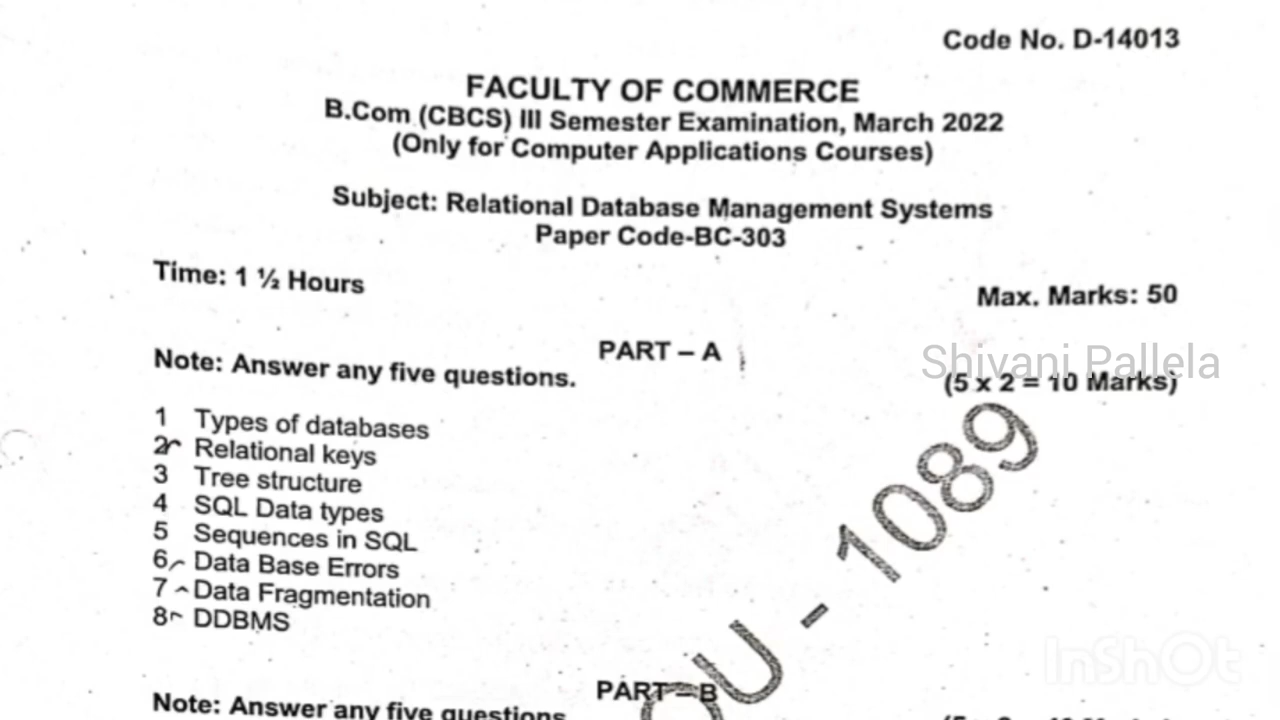 Code No. D-14013
FACULTY OF COMMERCE
B.Com (CBCS) III Semester Examination, March 2022
(Only for Computer Applications Courses)
Subject: Relational Database Management Systems
Paper Code-BC-303
Time: 1 ½ Hours
Max. Marks: 50
PART – A
Shivani Pallela
Note: Answer any five questions.
(5 x 2 = 10 Marks)
1 Types of databases
2 Relational keys
3 Tree structure
4 SQL Data types
5 Sequences in SQL
6 Data Base Errors
7 Data Fragmentation
8 DDBMS
OU - 1089
InShOt
PART – B
Note: Answer any five questions